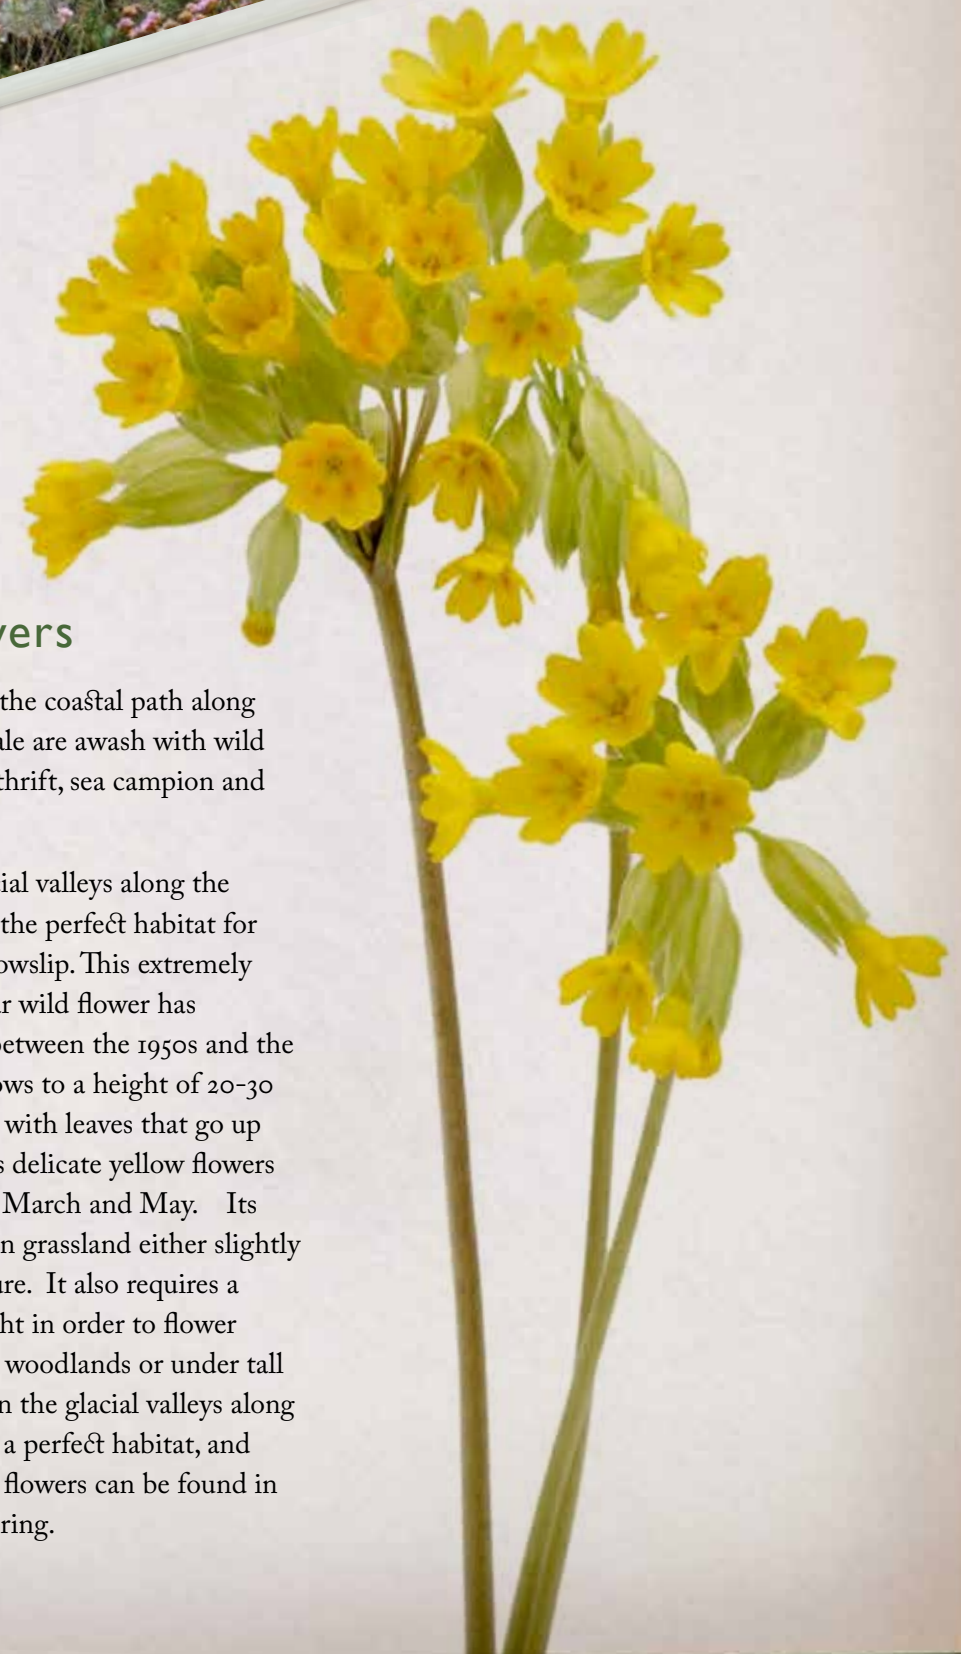 vers
the coastal path along
ale are awash with wild
thrift, sea campion and
cial valleys along the
the perfect habitat for
owslip. This extremely
r wild flower has
between the 1950s and the
ows to a height of 20-30
with leaves that go up
s delicate yellow flowers
March and May. Its
n grassland either slightly
ure. It also requires a
ht in order to flower
woodlands or under tall
n the glacial valleys along
a perfect habitat, and
flowers can be found in
ring.